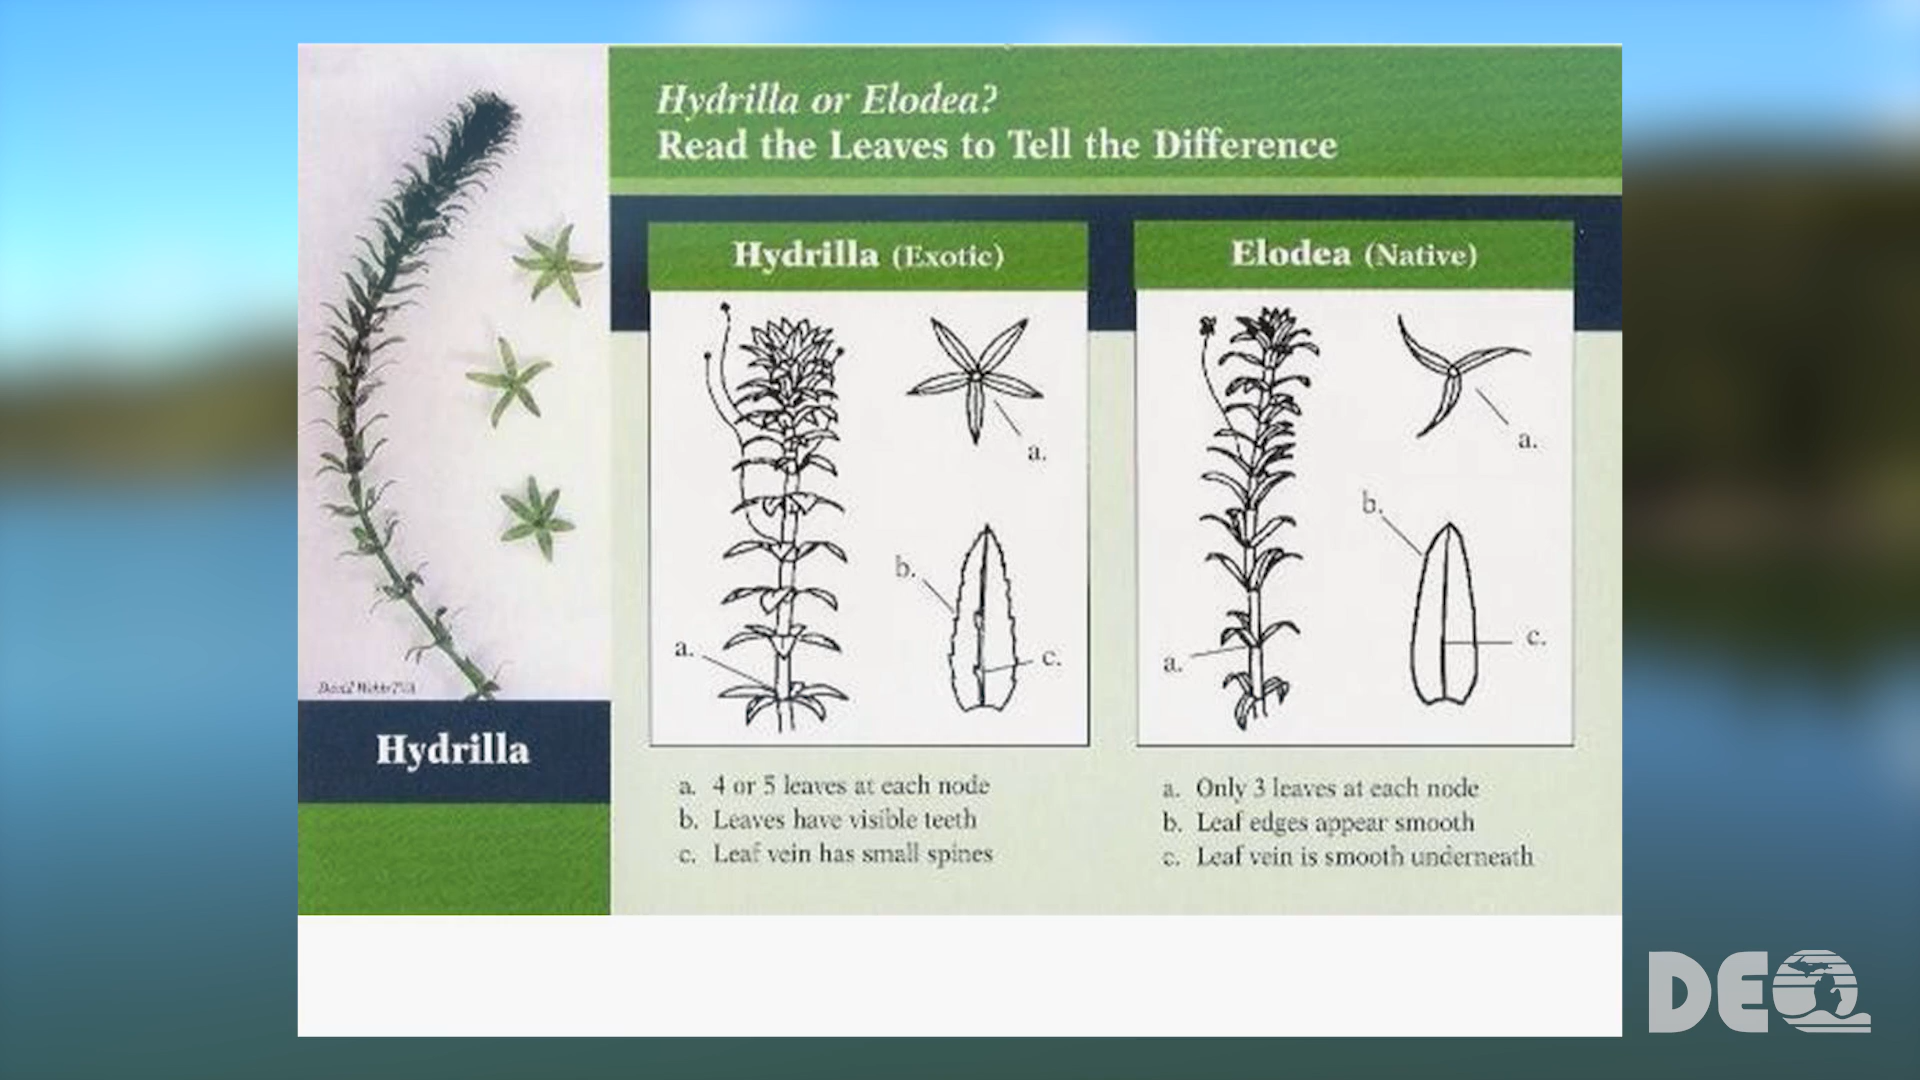 Hydrilla or Elodea?
Read the Leaves to Tell the Difference
Hydrilla (Exotic)
a.
b.
a.
c.
a. 4 or 5 leaves at each node
b. Leaves have visible teeth
c. Leaf vein has small spines
Elodea (Native)
a.
b.
c.
a.
a. Only 3 leaves at each node
b. Leaf edges appear smooth
c. Leaf vein is smooth underneath
Hydrilla
DEQ